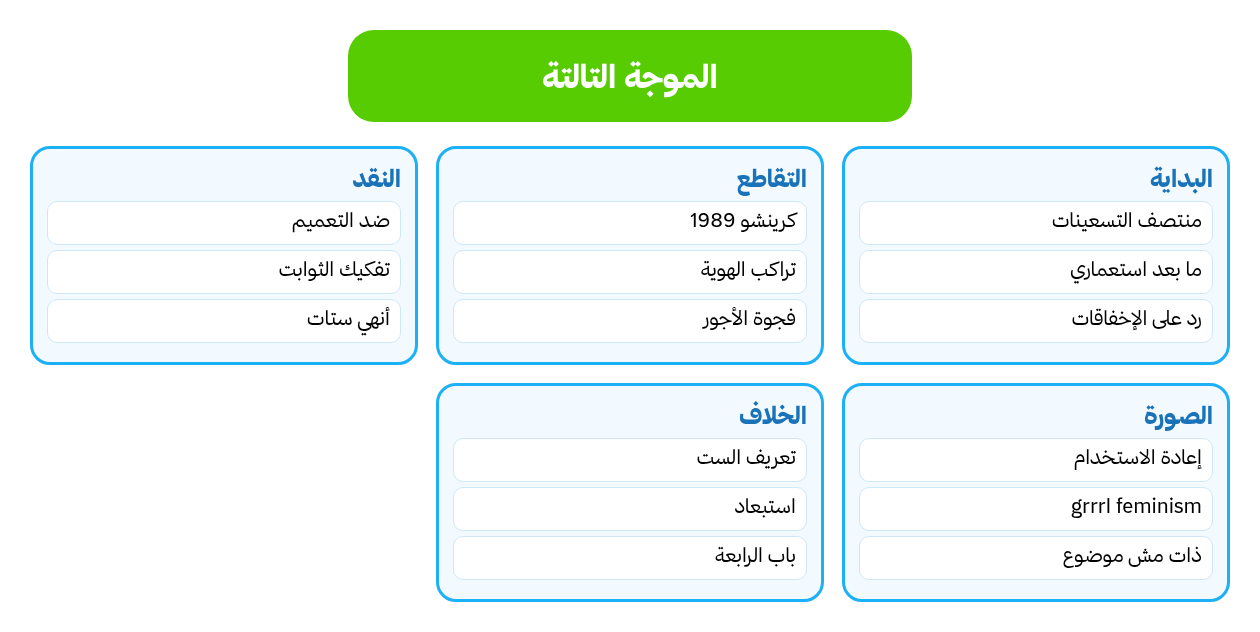 الموجة التالتة
البداية
منتصف التسعينات
ما بعد استعماري
رد على الإخفاقات
التقاطع
كرينشو 1989
تراكب الهوية
فجوة الأجور
النقد
ضد التعميم
تفكيك الثوابت
أنهي ستات
الصورة
إعادة الاستخدام
grrrl feminism
ذات مش موضوع
الخلاف
تعريف الست
استبعاد
باب الرابعة